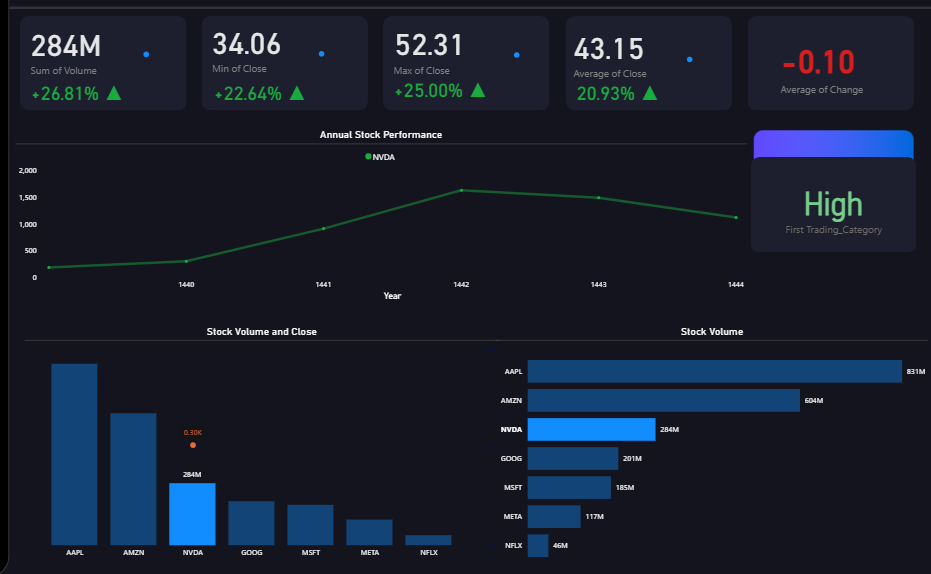 284M
Sum of Volume
+26.81% ▲
34.06
Min of Close
+22.64% ▲
52.31
Max of Close
+25.00% ▲
43.15
Average of Close
20.93% ▲
-0.10
Average of Change
Annual Stock Performance
NVDA
2,000
1,500
1,000
500
0
1440
1441
1442
1443
1444
Year
High
First Trading_Category
Stock Volume and Close
0.30K
284M
AAPL
AMZN
NVDA
GOOG
MSFT
META
NFLX
Stock Volume
AAPL 831M
AMZN 604M
NVDA 284M
GOOG 201M
MSFT 185M
META 117M
NFLX 46M